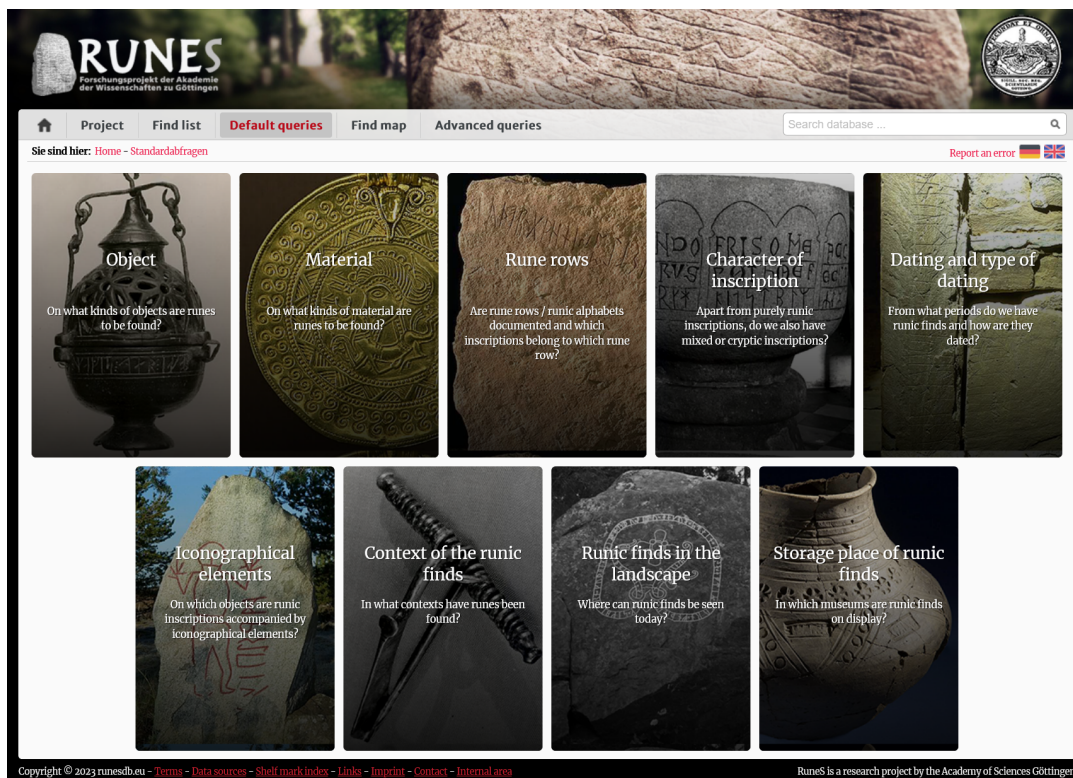 RUNES
Forschungsprojekt der Akademie
der Wissenschaften zu Göttingen
Project Find list Default queries Find map Advanced queries Search database ...
Sie sind hier: Home - Standardabfragen Report an error
Object
On what kinds of objects are runes
to be found?
Material
On what kinds of material are
runes to be found?
Rune rows
Are rune rows / runic alphabets
documented and which
inscriptions belong to which rune
row?
Character of
inscription
Apart from purely runic
inscriptions, do we also have
mixed or cryptic inscriptions?
Dating and type of
dating
From what periods do we have
runic finds and how are they
dated?
Iconographical
elements
On which objects are runic
inscriptions accompanied by
iconographical elements?
Context of the runic
finds
In what contexts have runes been
found?
Runic finds in the
landscape
Where can runic finds be seen
today?
Storage place of runic
finds
In which museums are runic finds
on display?
Copyright © 2023 runesdb.eu - Terms - Data sources - Shelf mark index - Links - Imprint - Contact - Internal area RuneS is a research project by the Academy of Sciences Göttingen